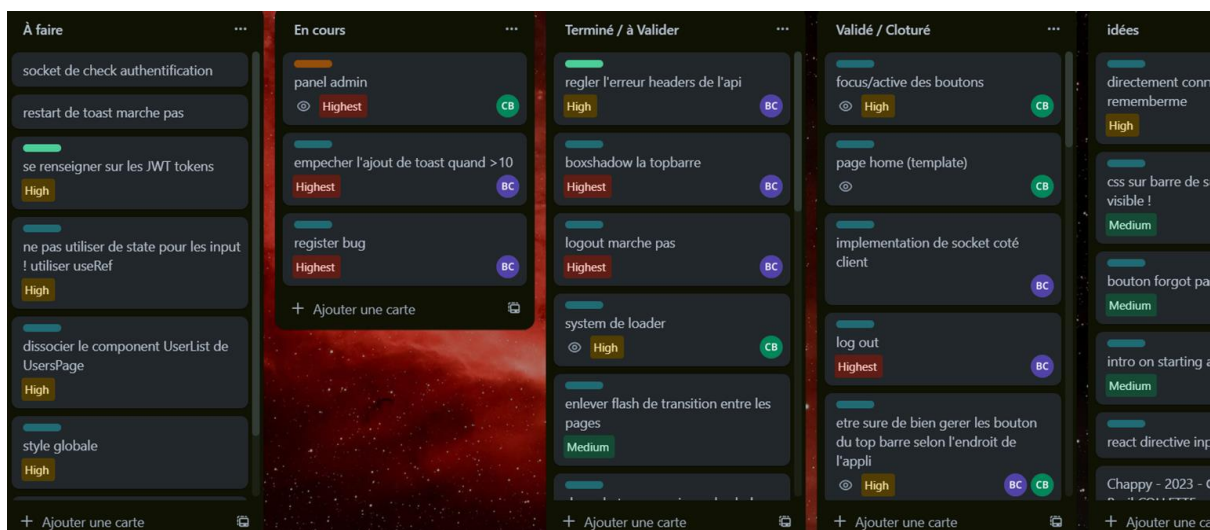 À faire
socket de check authentification
restart de toast marche pas
se renseigner sur les JWT tokens
High
ne pas utiliser de state pour les input
! utiliser useRef
High
dissocier le component UserList de
UsersPage
High
style globale
High
+ Ajouter une carte
En cours
panel admin
Highest
CB
empecher l'ajout de toast quand >10
Highest
BC
register bug
Highest
BC
+ Ajouter une carte
Terminé / à Valider
regler l'erreur headers de l'api
High
BC
boxshadow la topbarre
Highest
BC
logout marche pas
Highest
BC
system de loader
High
CB
enlever flash de transition entre les
pages
Medium
+ Ajouter une carte
Validé / Cloturé
focus/active des boutons
High
CB
page home (template)
CB
implementation de socket coté
client
BC
log out
Highest
BC
etre sure de bien gerer les bouton
du top barre selon l'endroit de
l'appli
High
BC CB
+ Ajouter une carte
idées
directement
rememberme
High
css sur barre de
visible !
Medium
bouton forgot
Medium
intro on starting
Medium
react directive
Chappy - 2023 -
+ Ajouter une